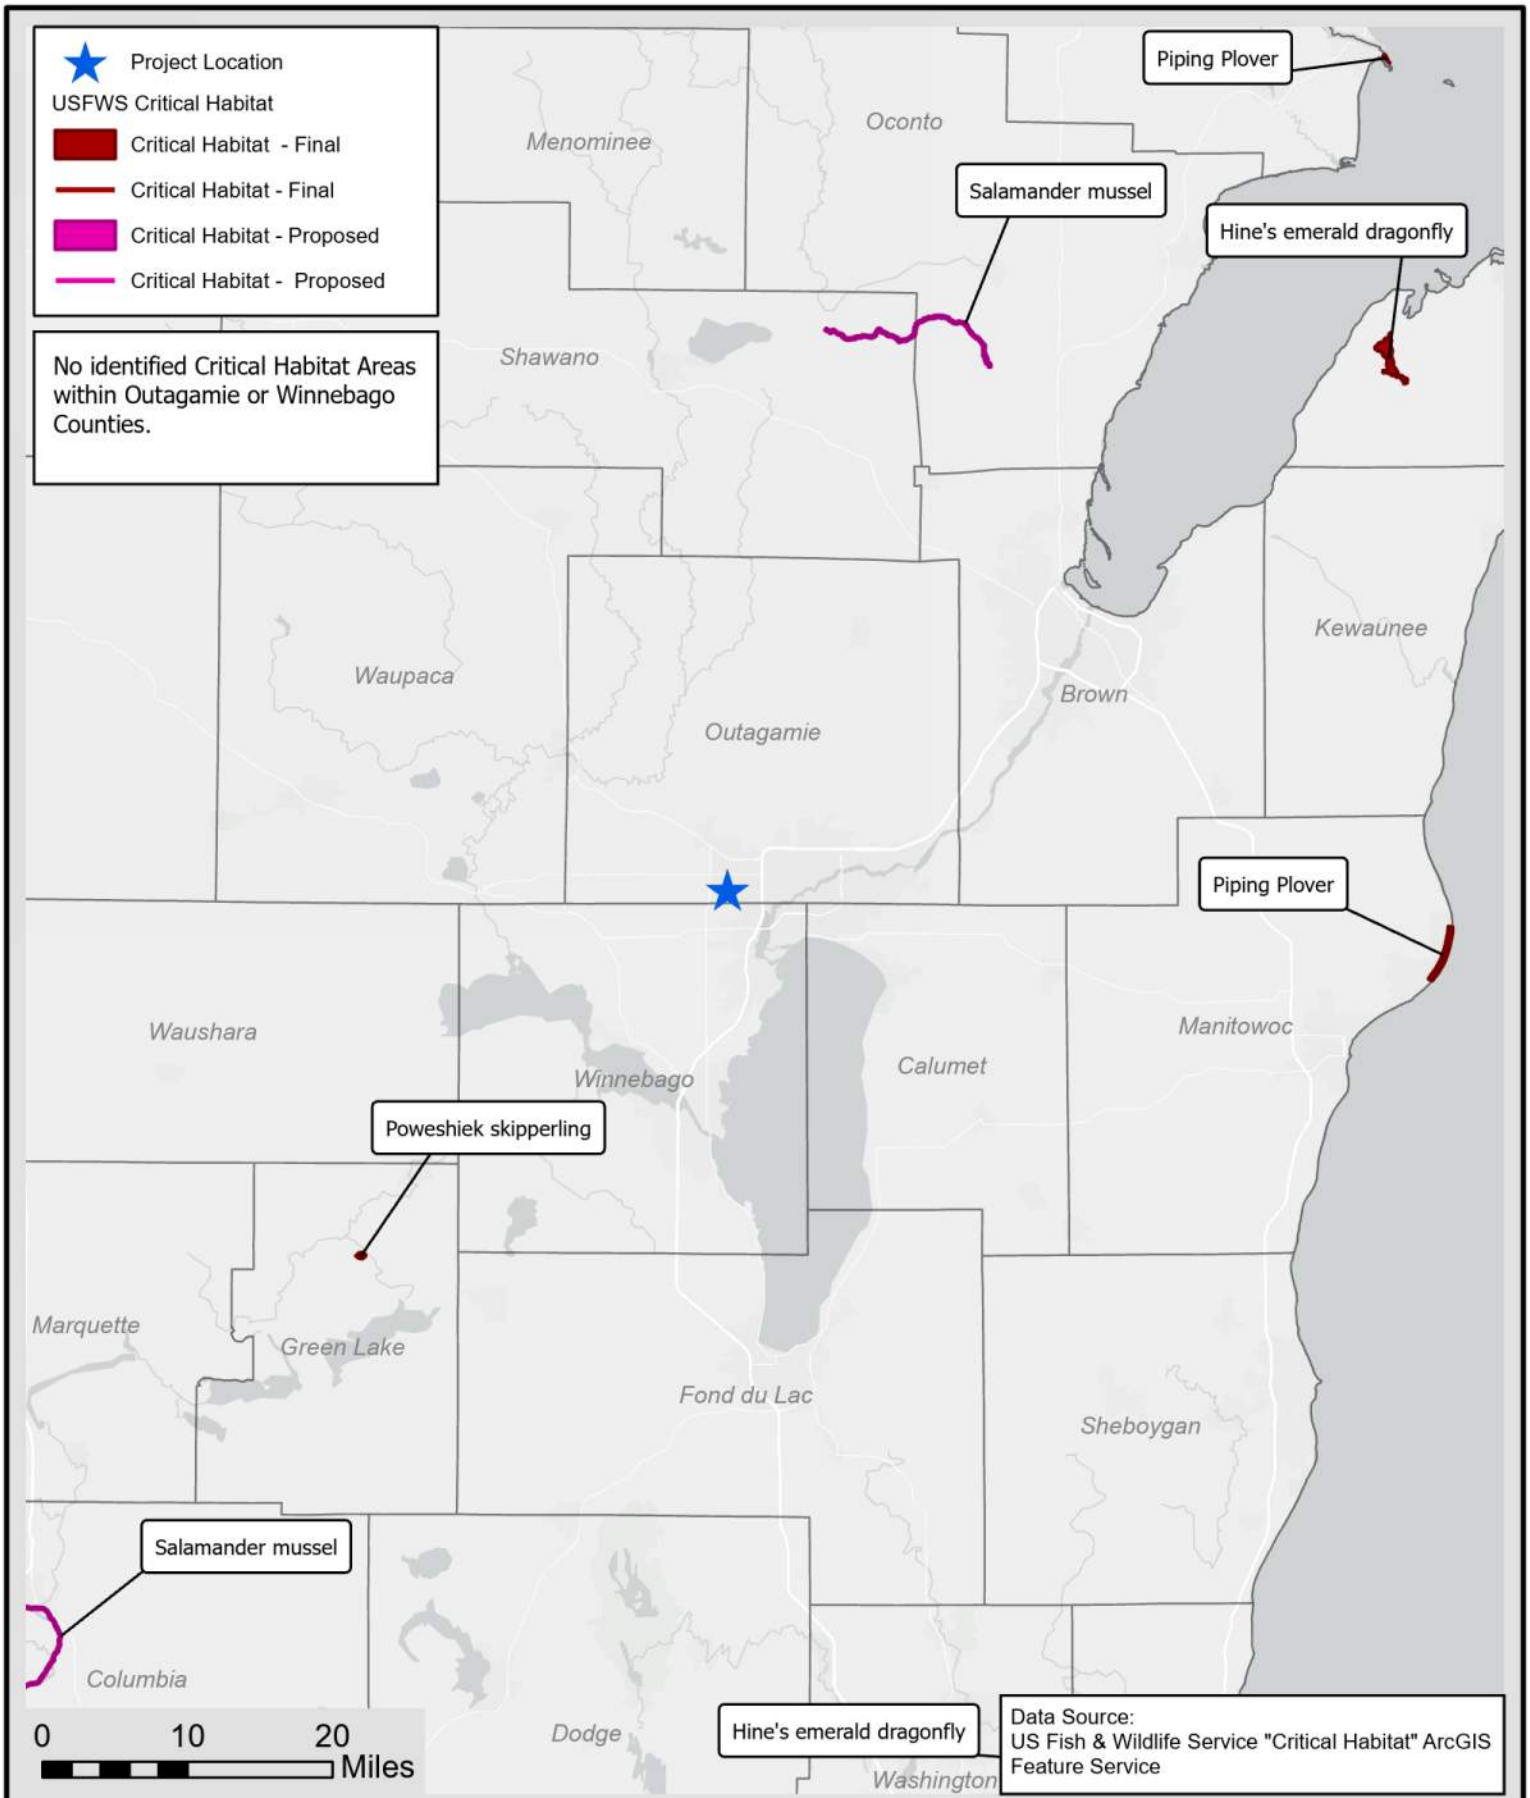 Project Location
USFWS Critical Habitat
Critical Habitat - Final
Critical Habitat - Final
Critical Habitat - Proposed
Critical Habitat - Proposed
No identified Critical Habitat Areas
within Outagamie or Winnebago
Counties.
Piping Plover
Oconto
Menominee
Salamander mussel
Hine's emerald dragonfly
Shawano
Kewaunee
Waupaca
Brown
Outagamie
Piping Plover
Manitowoc
Waushara
Calumet
Winnebago
Poweshiek skipperling
Marquette
Green Lake
Fond du Lac
Sheboygan
Salamander mussel
Columbia
Dodge
Hine's emerald dragonfly
Washington
0 10 20
Miles
Data Source:
US Fish & Wildlife Service "Critical Habitat" ArcGIS
Feature Service